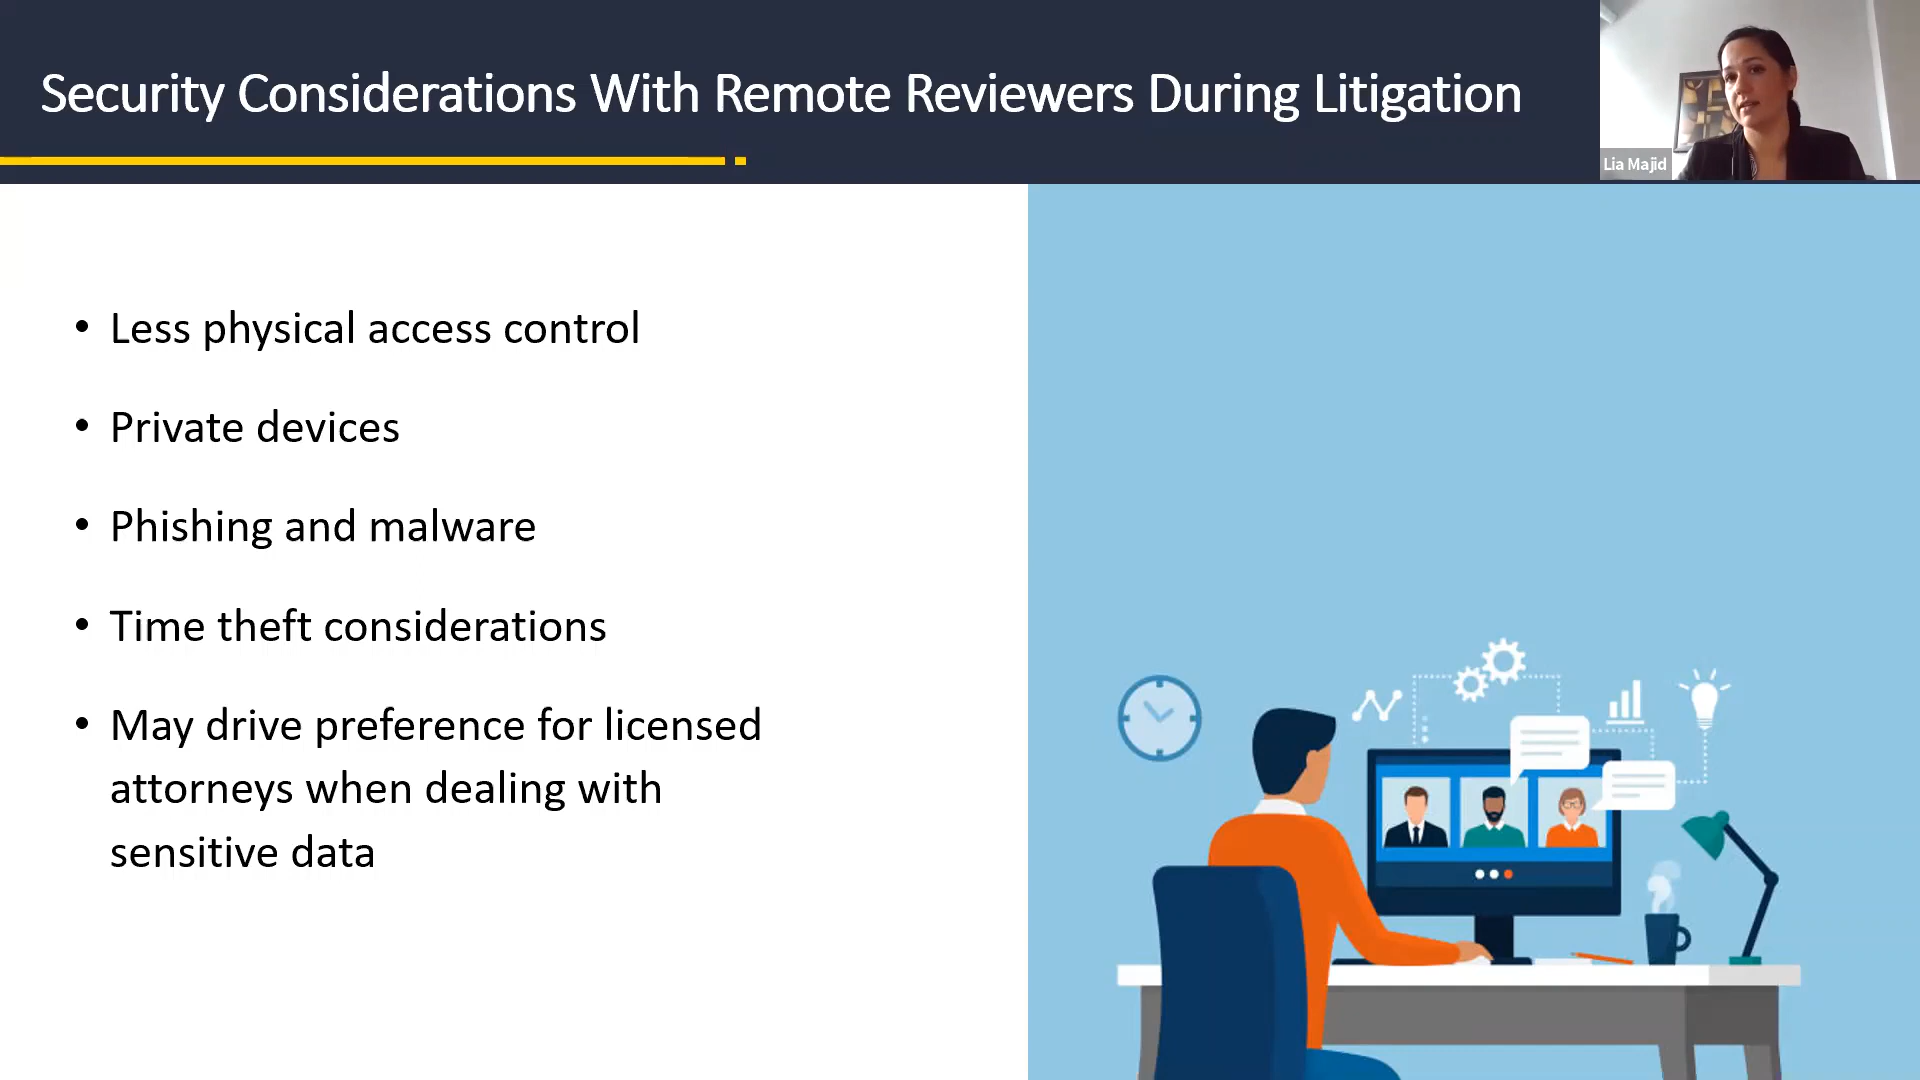 Security Considerations With Remote Reviewers During Litigation
Lia Majid
• Less physical access control
• Private devices
• Phishing and malware
• Time theft considerations
• May drive preference for licensed
attorneys when dealing with
sensitive data